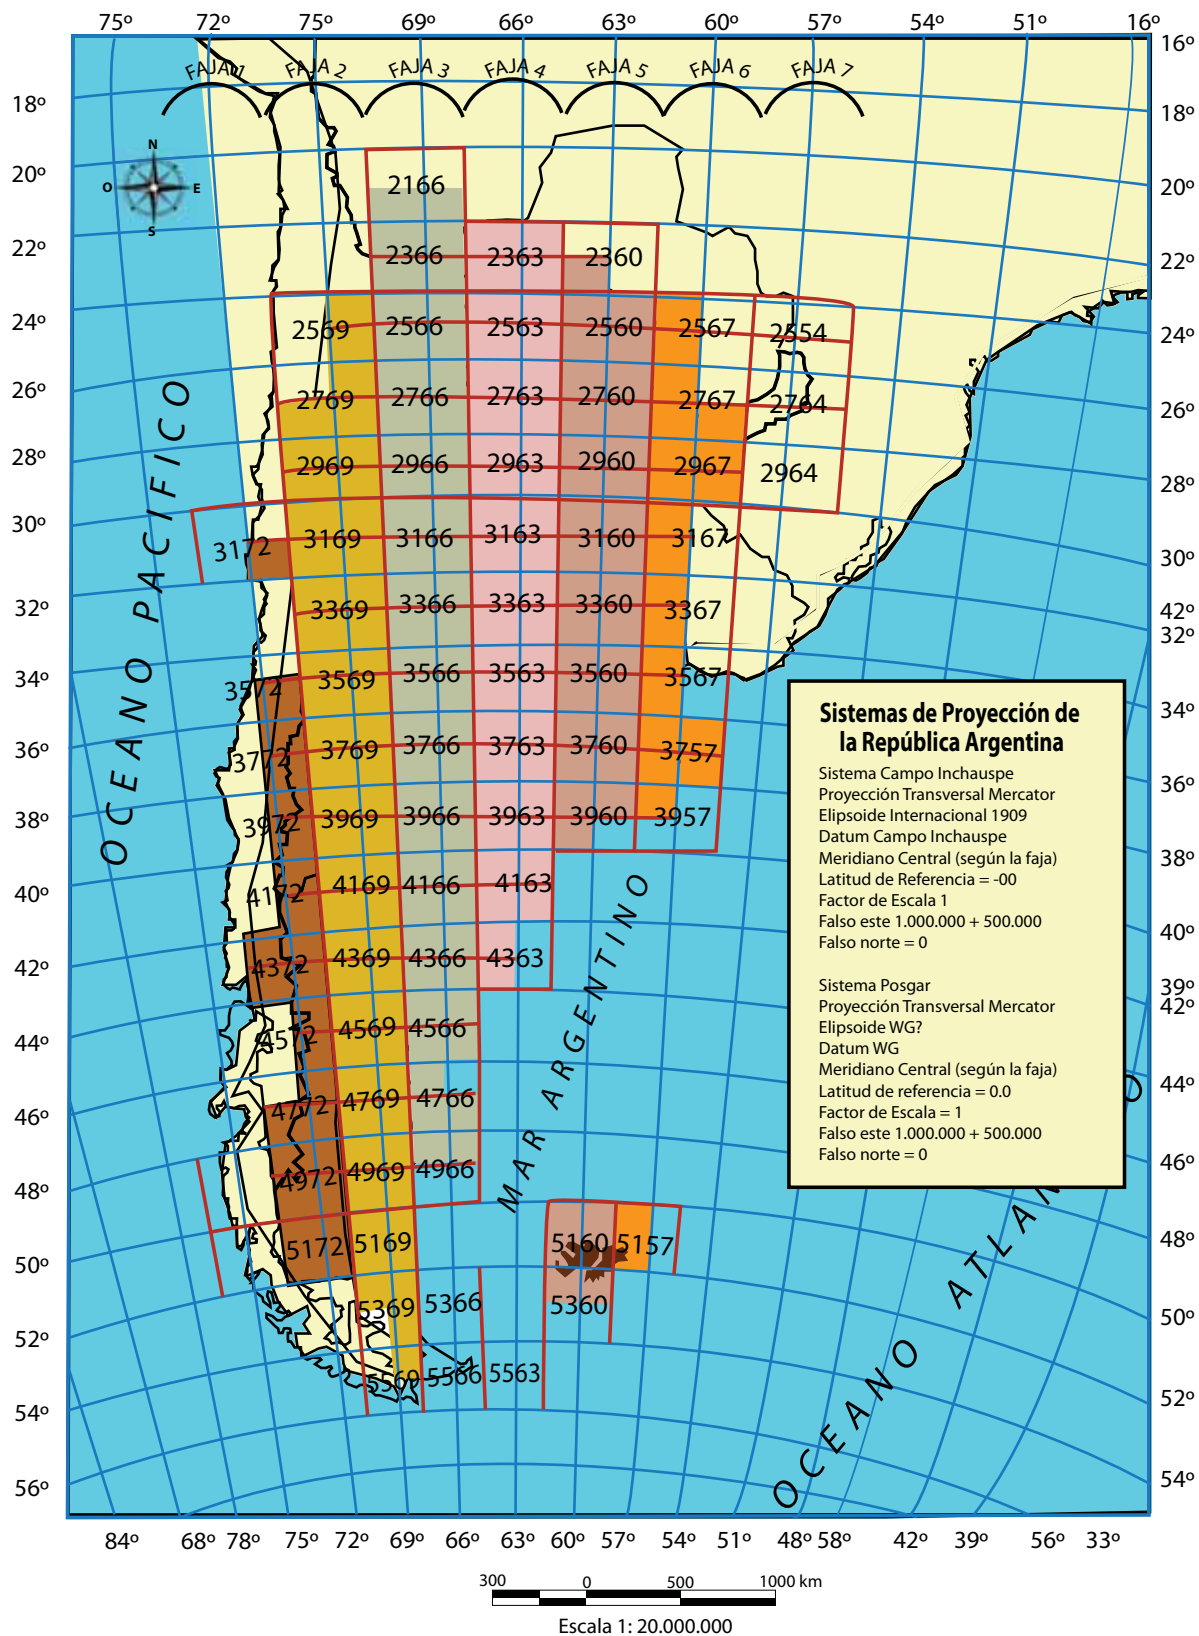 75º 72º 75º 69º 66º 63º 60º 57º 54º 51º 16º
16º
FAJA 1 FAJA 2 FAJA 3 FAJA 4 FAJA 5 FAJA 6 FAJA 7
18º 18º
N
O E
S
20º 20º
2166
22º 22º
2366 2363 2360
24º 24º
2569 2566 2563 2560 2567 2554
26º 26º
2769 2766 2763 2760 2767 2764
28º 28º
2969 2966 2963 2960 2967 2964
30º 30º
3172 3169 3166 3163 3160 3167
32º 42º
32º
3369 3366 3363 3360 3367
34º 34º
3572 3569 3566 3563 3560 3567
36º 36º
3772 3769 3766 3763 3760 3757
38º 38º
3972 3969 3966 3963 3960 3957
40º 40º
4172 4169 4166 4163
42º 39º
42º
4372 4369 4366 4363
44º 44º
4572 4569 4566
46º 46º
4772 4769 4766
48º 48º
4972 4969 4966
50º 50º
5172 5169 5160 5157
52º 52º
53 5369 5366 5360
54º 54º
5569 5566 5563
56º
OCEANO PACIFICO
MAR ARGENTINO
OCEANO ATLAN O
Sistemas de Proyección de
la República Argentina
Sistema Campo Inchauspe
Proyección Transversal Mercator
Elipsoide Internacional 1909
Datum Campo Inchauspe
Meridiano Central (según la faja)
Latitud de Referencia = -00
Factor de Escala 1
Falso este 1.000.000 + 500.000
Falso norte = 0
Sistema Posgar
Proyección Transversal Mercator
Elipsoide WG?
Datum WG
Meridiano Central (según la faja)
Latitud de referencia = 0.0
Factor de Escala = 1
Falso este 1.000.000 + 500.000
Falso norte = 0
84º 68º 78º 75º 72º 69º 66º 63º 60º 57º 54º 51º 48º 58º 42º 39º 56º 33º
300 0 500 1000 km
Escala 1: 20.000.000